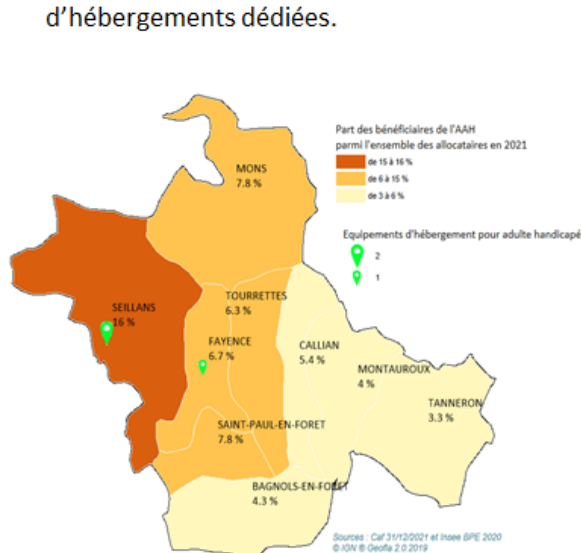 d'hébergements dédiées.
Part des bénéficiaires de l'AAH
parmi l'ensemble des allocataires en 2021
de 15 à 16 %
de 6 à 15 %
de 3 à 6 %
Equipements d'hébergement pour adulte handicapé
2
1
MONS
7.8 %
SEILLANS
16 %
TOURRETTES
6.3 %
FAYENCE
6.7 %
CALLIAN
5.4 %
MONTAUROUX
4 %
TANNERON
3.3 %
SAINT-PAUL-EN-FORET
7.8 %
BAGNOLS-EN-FORET
4.3 %
Sources : Caf 31/12/2021 et Insee BPE 2020
© IGN ® Geofla 2.0 2019